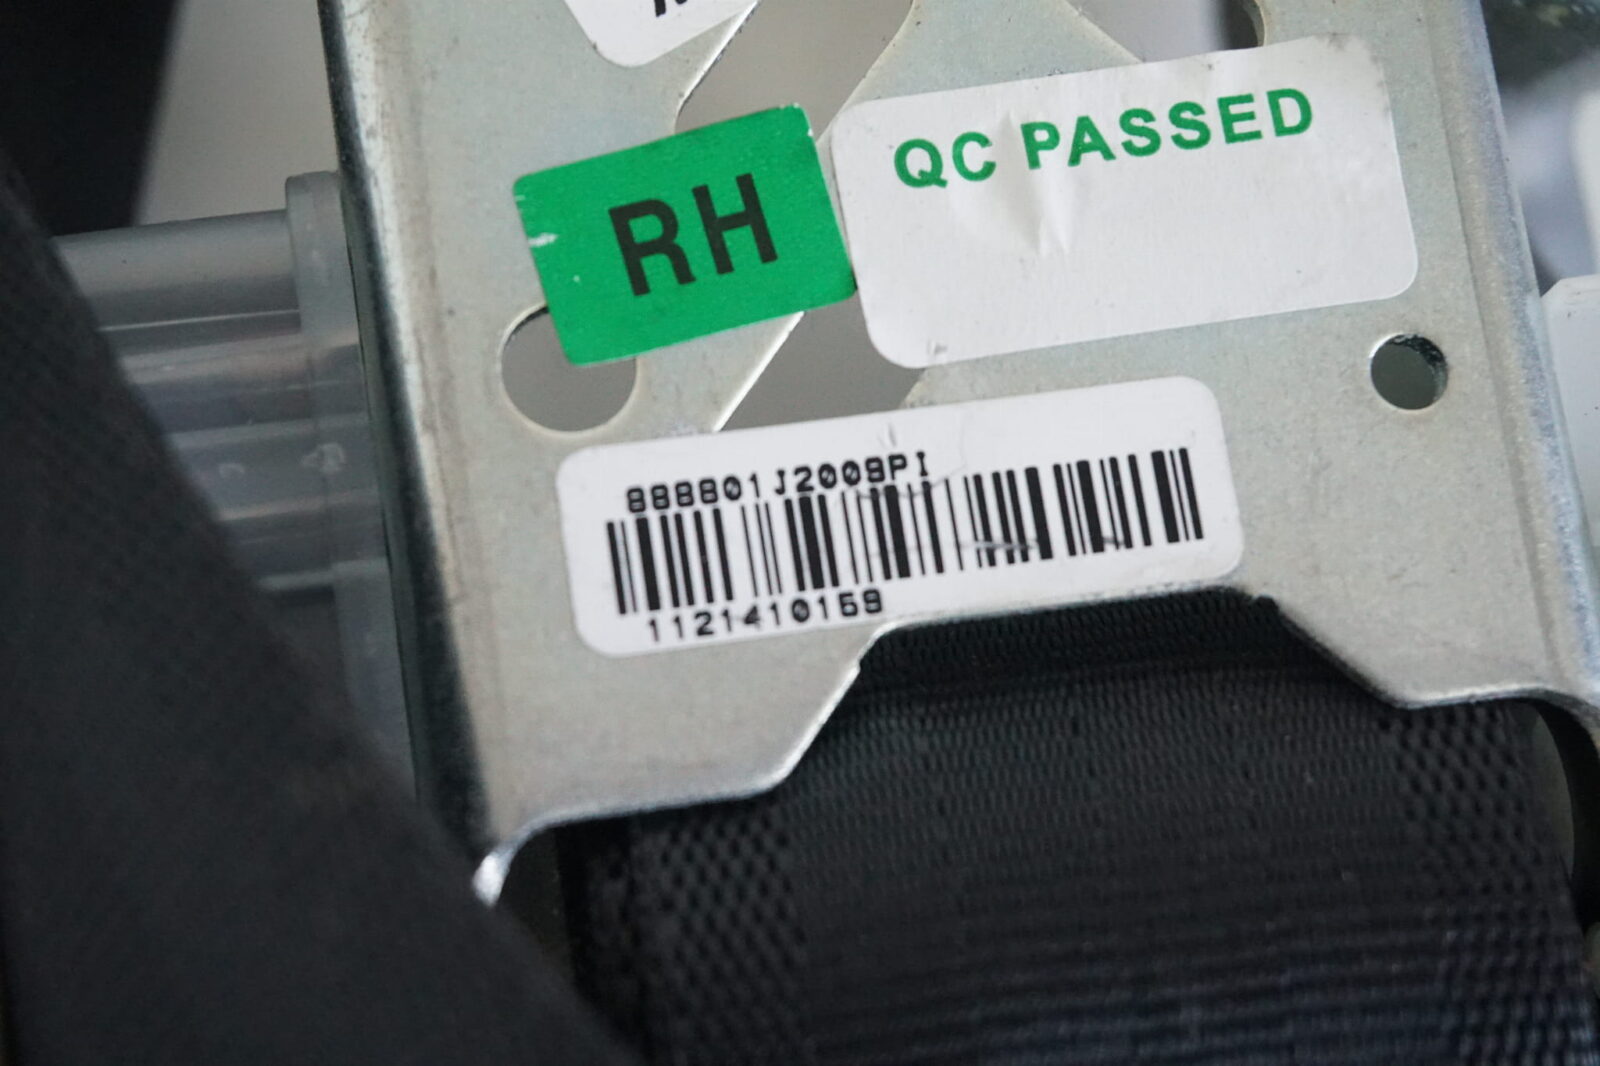 RH
QC PASSED
888801J2009PI
1121410159